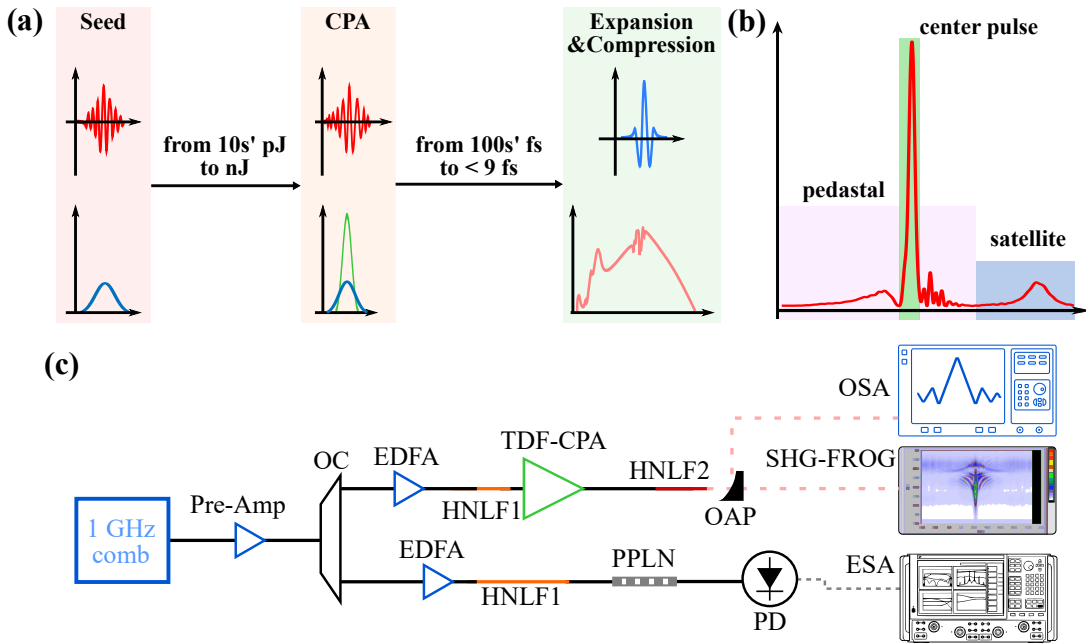 (a)
Seed
CPA
Expansion
&Compression
from 10s' pJ
to nJ
from 100s' fs
to < 9 fs
(b)
center pulse
pedastal
satellite
(c)
1 GHz
comb
Pre-Amp
OC
EDFA
HNLF1
TDF-CPA
HNLF2
OAP
OSA
SHG-FROG
EDFA
HNLF1
PPLN
PD
ESA